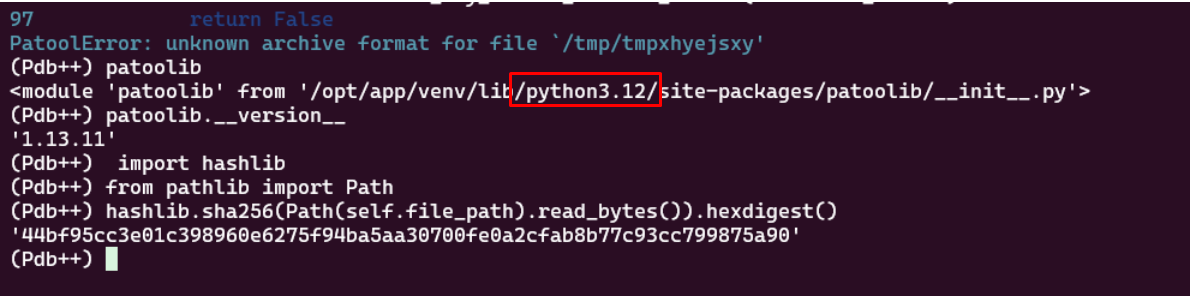 97          return False
PatoolError: unknown archive format for file `/tmp/tmpxhyejsxy'
(Pdb++) patoolib
<module 'patoolib' from '/opt/app/venv/lib/python3.12/site-packages/patoolib/__init__.py'>
(Pdb++) patoolib.__version__
'1.13.11'
(Pdb++)  import hashlib
(Pdb++) from pathlib import Path
(Pdb++) hashlib.sha256(Path(self.file_path).read_bytes()).hexdigest()
'44bf95cc3e01c398960e6275f94ba5aa30700fe0a2cfab8b77c93cc799875a90'
(Pdb++)